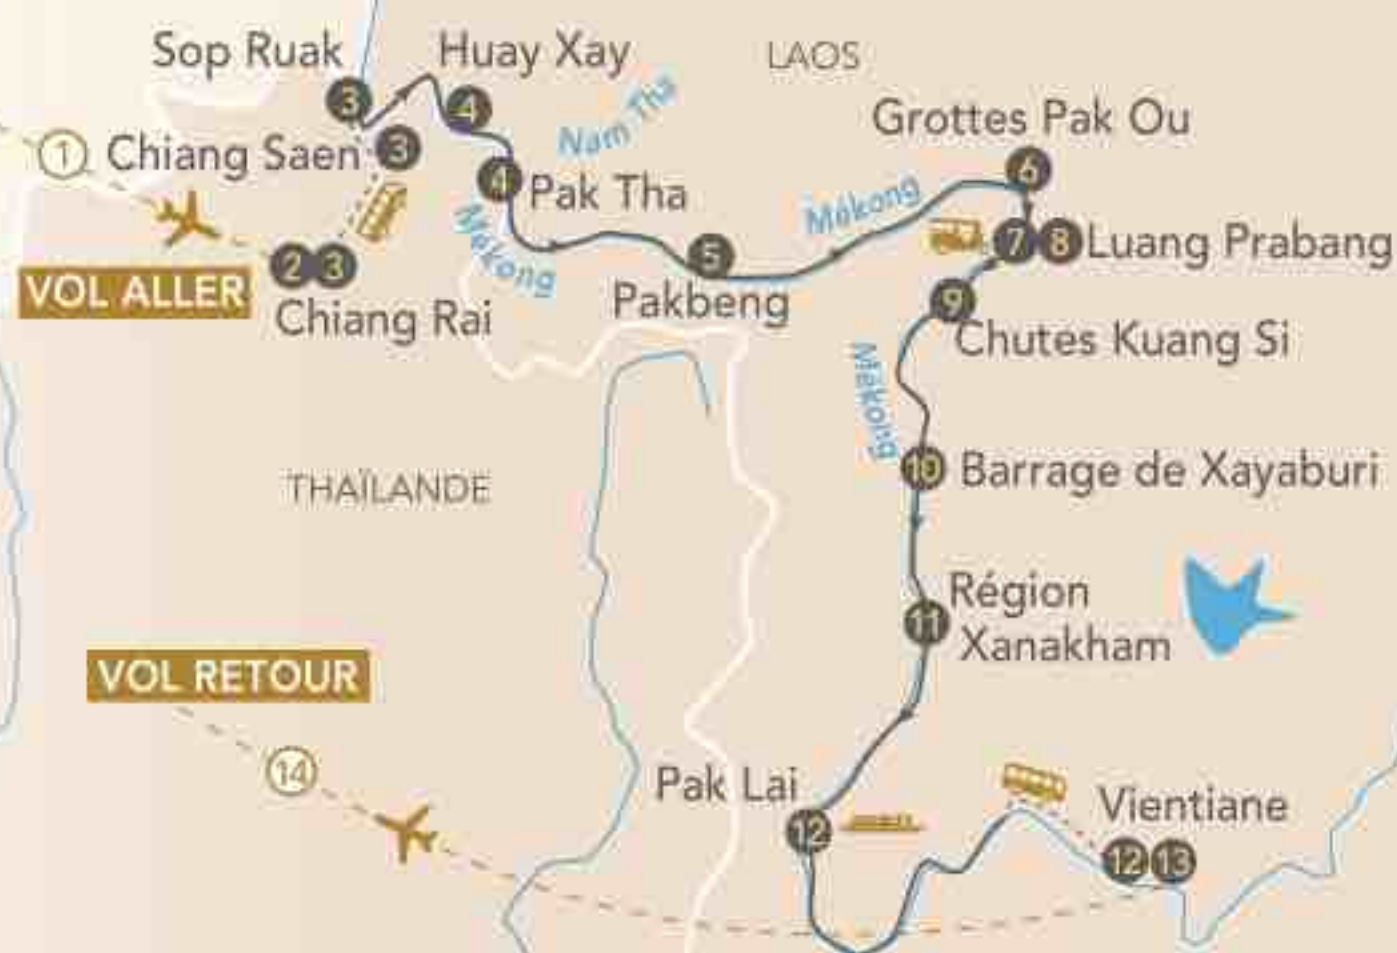 Sop Ruak
Huay Xay
LAOS
3
4
Nam Tha
Grottes Pak Ou
1
Chiang Saen
3
4
Pak Tha
6
Mékong
Mékong
7 8 Luang Prabang
2 3
5
VOL ALLER
Chiang Rai
Pakbeng
9
Chutes Kuang Si
Mékong
10 Barrage de Xayaburi
THAÏLANDE
Région
11
Xanakham
VOL RETOUR
14
Pak Lai
12
Vientiane
12 13